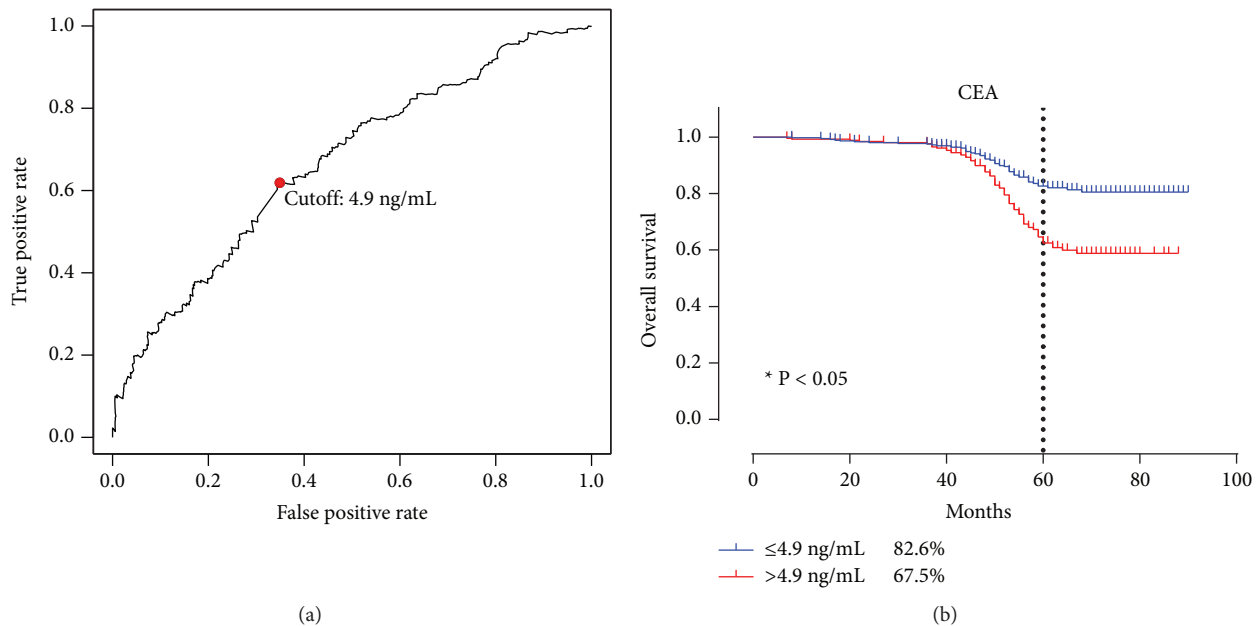 1.0
0.8
0.6
0.4
0.2
0.0
True positive rate
Cutoff: 4.9 ng/mL
0.0 0.2 0.4 0.6 0.8 1.0
False positive rate
(a)
CEA
1.0
0.8
0.6
0.4
0.2
0.0
Overall survival
* P < 0.05
0 20 40 60 80 100
Months
≤4.9 ng/mL 82.6%
>4.9 ng/mL 67.5%
(b)